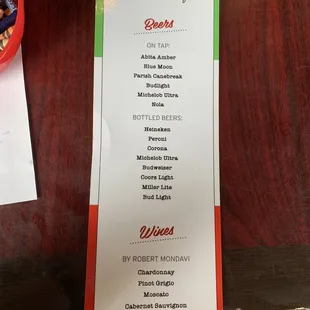 Beers
ON TAP:
Abita Amber
Blue Moon
Parish Canebreak
Budlight
Michelob Ultra
Nola
BOTTLED BEERS:
Heineken
Peroni
Corona
Michelob Ultra
Budweiser
Coors Light
Miller Lite
Bud Light
Wines
BY ROBERT MONDAVI
Chardonnay
Pinot Grigio
Moscato
Cabernet Sauvignon